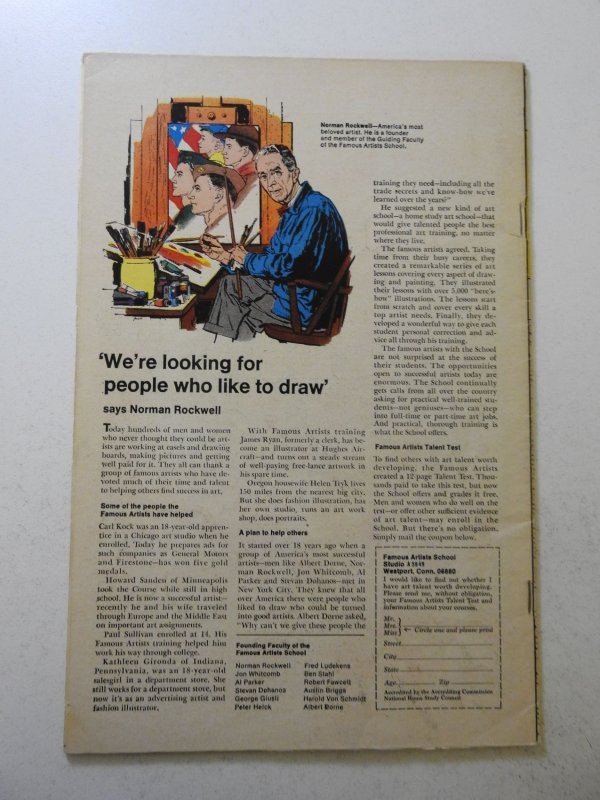 Norman Rockwell—America's most
beloved artist. He is a founder
and member of the Guiding Faculty
of the Famous Artists School.
'We're looking for
people who like to draw'
says Norman Rockwell
Today hundreds of men and women
who never thought they could be art-
ists are working at easels and drawing
boards, making pictures and getting
well paid for it. They all can thank a
group of famous artists who have de-
voted much of their time and talent
to helping others find success in art.
Some of the people the
Famous Artists have helped
Carl Kock was an 18-year-old appren-
tice in a Chicago art studio when he
enrolled. Today he prepares ads for
such companies as General Motors
and Firestone—has won five gold
medals.
Howard Sanden of Minneapolis
took the Course while still in high
school. He is now a successful artist—
recently he and his wife traveled
through Europe and the Middle East
on important art assignments.
Paul Sullivan enrolled at 14. His
Famous Artists training helped him
work his way through college.
Kathleen Gironda of Indiana,
Pennsylvania, was an 18-year-old
salesgirl in a department store. She
still works for a department store, but
now it's as an advertising artist and
fashion illustrator.
With Famous Artists training
James Ryan, formerly a clerk, has be-
come an illustrator at Hughes Air-
craft—and turns out a steady stream
of well-paying free-lance artwork in
his spare time.
Oregon housewife Helen Tryk lives
150 miles from the nearest big city.
But she does fashion illustration, has
her own studio, runs an art work
shop, does portraits.
A plan to help others
It started over 18 years ago when a
group of America's most successful
artists—men like Albert Dorne, Nor-
man Rockwell, Jon Whitcomb, Al
Parker and Stevan Dohanos—met in
New York City. They knew that all
over America there were people who
liked to draw who could be turned
into good artists. Albert Dorne asked,
"Why can't we give these people the
Founding Faculty of the
Famous Artists School
Norman Rockwell
Jon Whitcomb
Al Parker
Stevan Dohanos
George Giusti
Peter Helck
Fred Ludekens
Ben Stahl
Robert Fawcett
Austin Briggs
Harold Von Schmidt
Albert Dorne
training they need—including all the
trade secrets and know-how we've
learned over the years?"
He suggested a new kind of art
school—a home study art school—that
would give talented people the best
professional art training, no matter
where they live.
The famous artists agreed. Taking
time from their busy careers, they
created a remarkable series of art
lessons covering every aspect of draw-
ing and painting. They illustrated
their lessons with over 5,000 "here's-
how" illustrations. The lessons start
from scratch and cover every skill a
top artist needs. Finally, they de-
veloped a wonderful way to give each
student personal correction and ad-
vice all through his training.
The famous artists with the School
are not surprised at the success of
their students. The opportunities
open to successful artists today are
enormous. The School continually
gets calls from all over the country
asking for practical well-trained stu-
dents—not geniuses—who can step
into full-time or part-time art jobs.
And practical, thorough training is
what the School offers.
Famous Artists Talent Test
To find others with art talent worth
developing, the Famous Artists
created a 12-page Talent Test. Thou-
sands paid to take this test, but now
the School offers and grades it free.
Men and women who do well on the
test—or offer other sufficient evidence
of art talent—may enroll in the
School. But there's no obligation.
Simply mail the coupon below.
Famous Artists School
Studio
Westport, Conn. 06880
I would like to find out whether I
have art talent worth developing.
Please send me, without obligation,
your Famous Artists Talent Test and
information about your courses.
Mr.
Mrs.
Miss
Circle one and please print
Street
City
State
Age Zip
Accredited by the Accrediting Commission
National Home Study Council